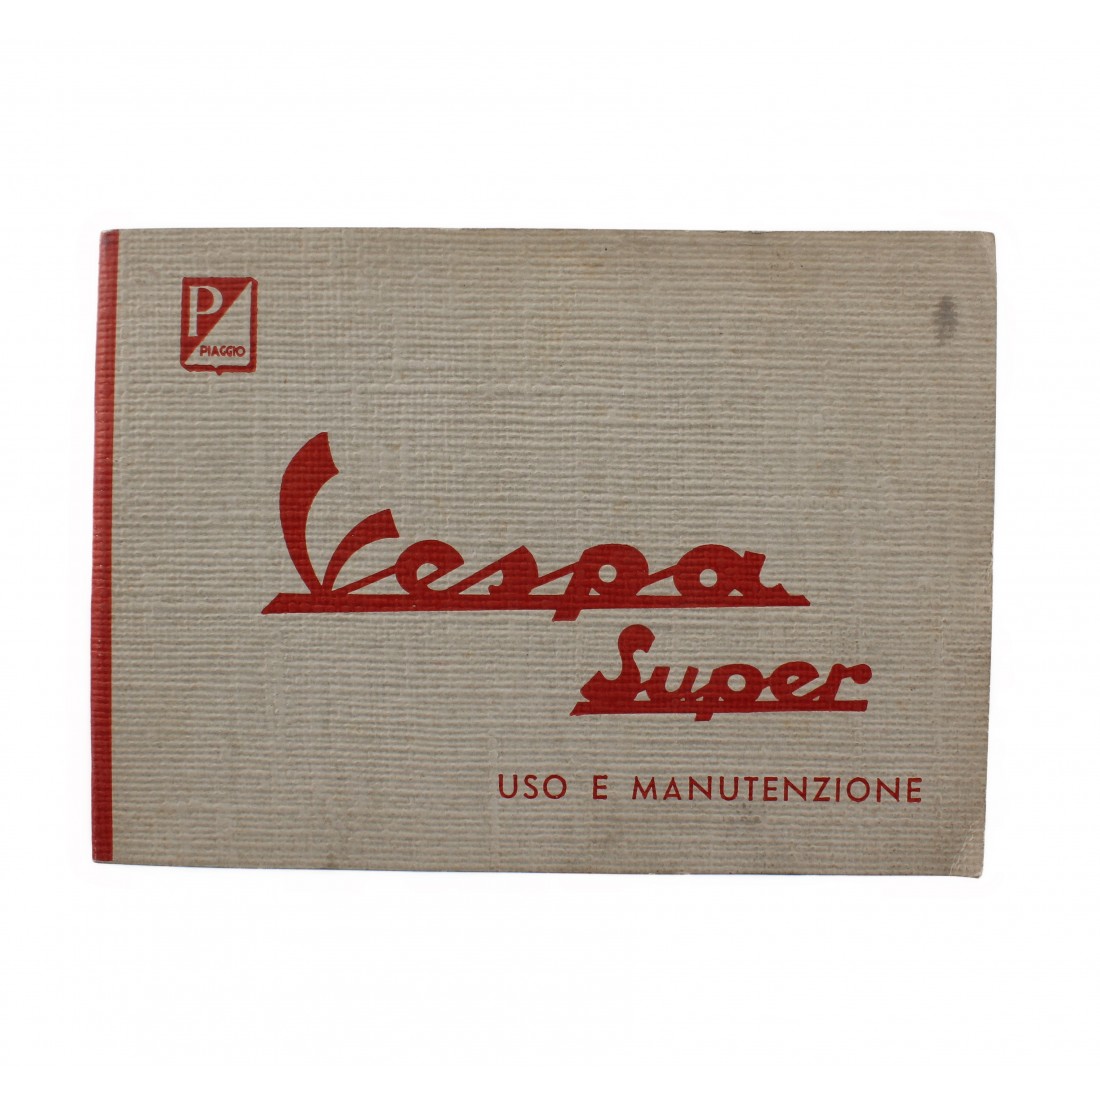 P
PIAGGIO
Vespa
Super
USO E MANUTENZIONE